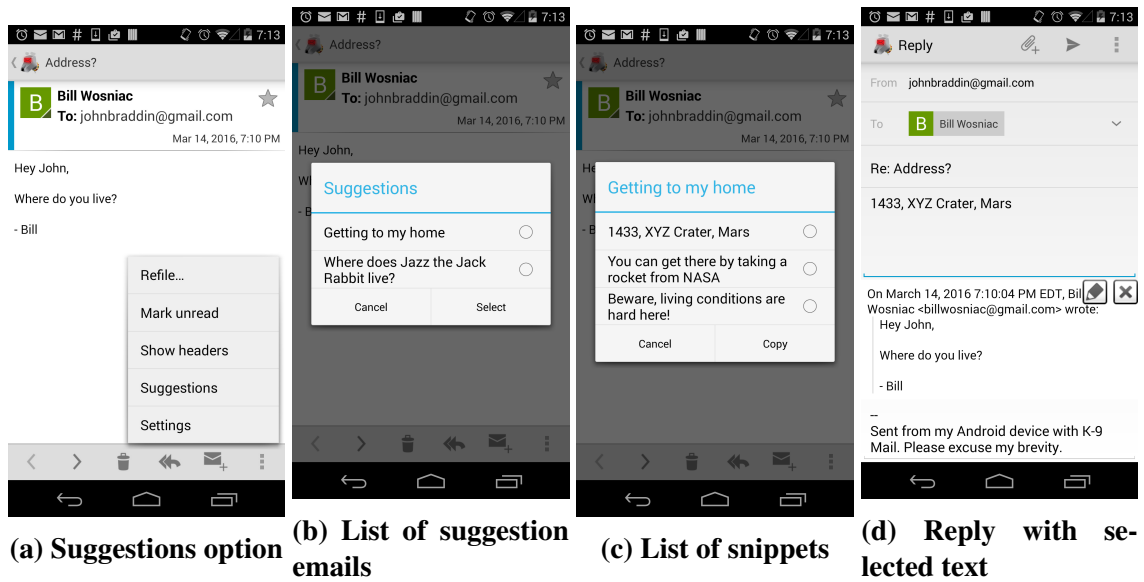 7:13
Address?
B
Bill Wosniac
To: johnbraddin@gmail.com
Mar 14, 2016, 7:10 PM
Hey John,
Where do you live?
- Bill
Refile...
Mark unread
Show headers
Suggestions
Settings
(a) Suggestions option
7:13
Address?
B
Bill Wosniac
To: johnbraddin@gmail.com
Mar 14, 2016, 7:10 PM
Hey John,
Suggestions
Getting to my home
Where does Jazz the Jack
Rabbit live?
Cancel
Select
(b) List of suggestion
emails
7:13
Address?
B
Bill Wosniac
To: johnbraddin@gmail.com
Mar 14, 2016, 7:10 PM
Getting to my home
1433, XYZ Crater, Mars
You can get there by taking a
rocket from NASA
Beware, living conditions are
hard here!
Cancel
Copy
(c) List of snippets
7:13
Reply
From johnbraddin@gmail.com
To B Bill Wosniac
Re: Address?
1433, XYZ Crater, Mars
On March 14, 2016 7:10:04 PM EDT, Bil
Wosniac <billwosniac@gmail.com> wrote:
Hey John,
Where do you live?
- Bill
--
Sent from my Android device with K-9
Mail. Please excuse my brevity.
(d) Reply with se-
lected text